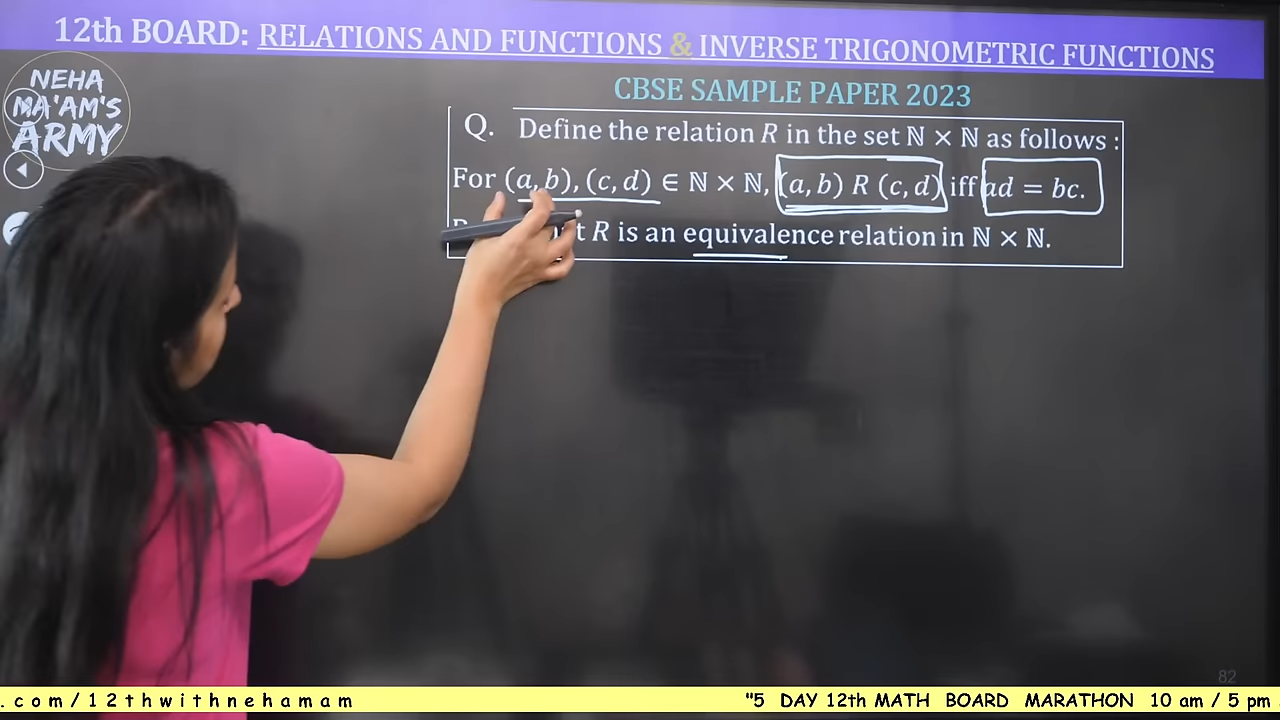 12th BOARD: RELATIONS AND FUNCTIONS & INVERSE TRIGONOMETRIC FUNCTIONS
NEHA
MA'AM'S
ARMY
CBSE SAMPLE PAPER 2023
Q. Define the relation R in the set ℕ × ℕ as follows :
For (a, b), (c, d) ∈ ℕ × ℕ, (a, b) R (c, d) iff ad = bc.
R is an equivalence relation in ℕ × ℕ.
82
.com/12thwithnehamam "5 DAY 12th MATH BOARD MARATHON 10 am / 5 pm